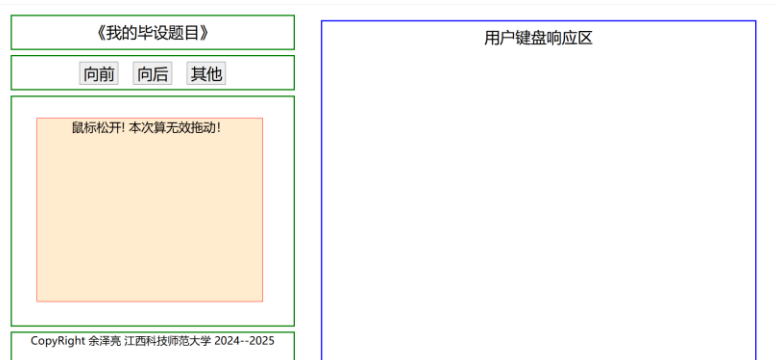 《我的毕设题目》
向前 向后 其他
鼠标松开! 本次算无效拖动!
CopyRight 余泽亮 江西科技师范大学 2024--2025
用户键盘响应区